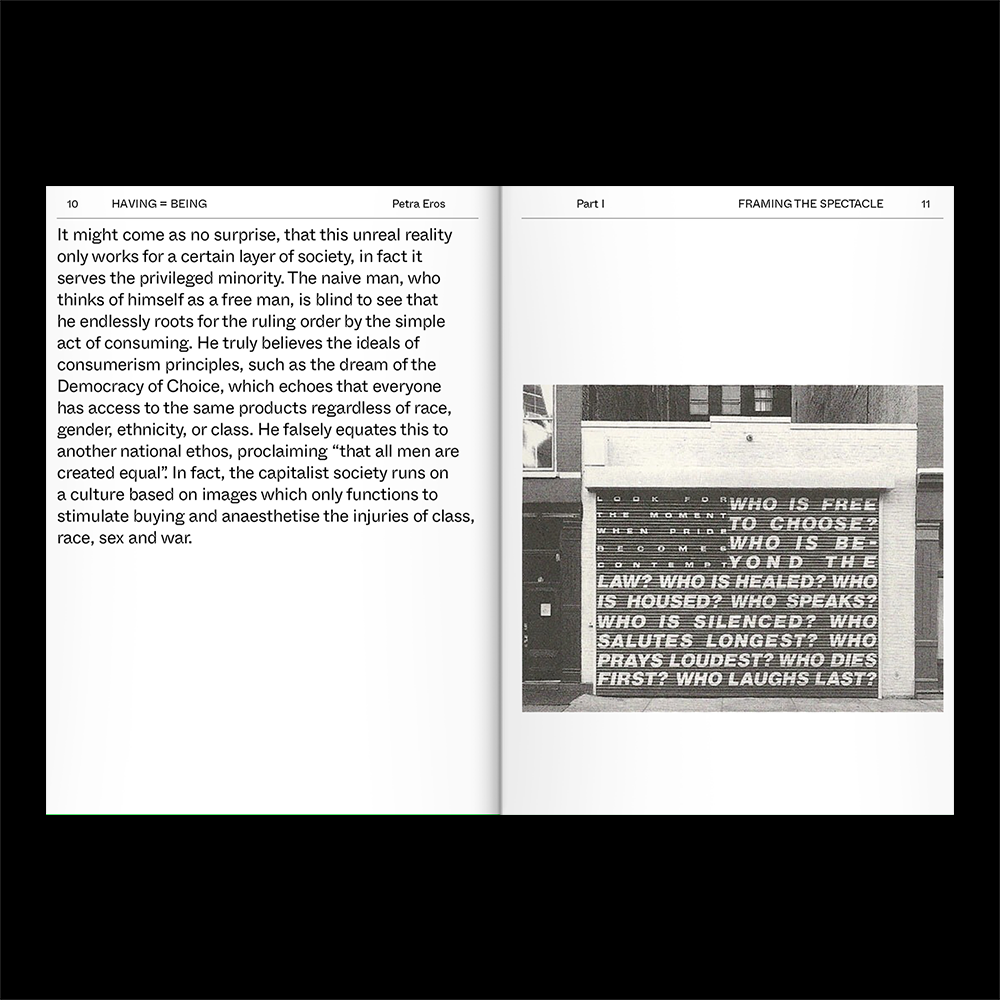 10 HAVING = BEING Petra Eros
It might come as no surprise, that this unreal reality
only works for a certain layer of society, in fact it
serves the privileged minority. The naive man, who
thinks of himself as a free man, is blind to see that
he endlessly roots for the ruling order by the simple
act of consuming. He truly believes the ideals of
consumerism principles, such as the dream of the
Democracy of Choice, which echoes that everyone
has access to the same products regardless of race,
gender, ethnicity, or class. He falsely equates this to
another national ethos, proclaiming “that all men are
created equal”. In fact, the capitalist society runs on
a culture based on images which only functions to
stimulate buying and anaesthetise the injuries of class,
race, sex and war.
Part I FRAMING THE SPECTACLE 11
LOOK FOR
THE MOMENT
WHEN PRIDE
BECOMES
CONTEMPT
WHO IS FREE
TO CHOOSE?
WHO IS BE-
YOND THE
LAW? WHO IS HEALED? WHO
IS HOUSED? WHO SPEAKS?
WHO IS SILENCED? WHO
SALUTES LONGEST? WHO
PRAYS LOUDEST? WHO DIES
FIRST? WHO LAUGHS LAST?